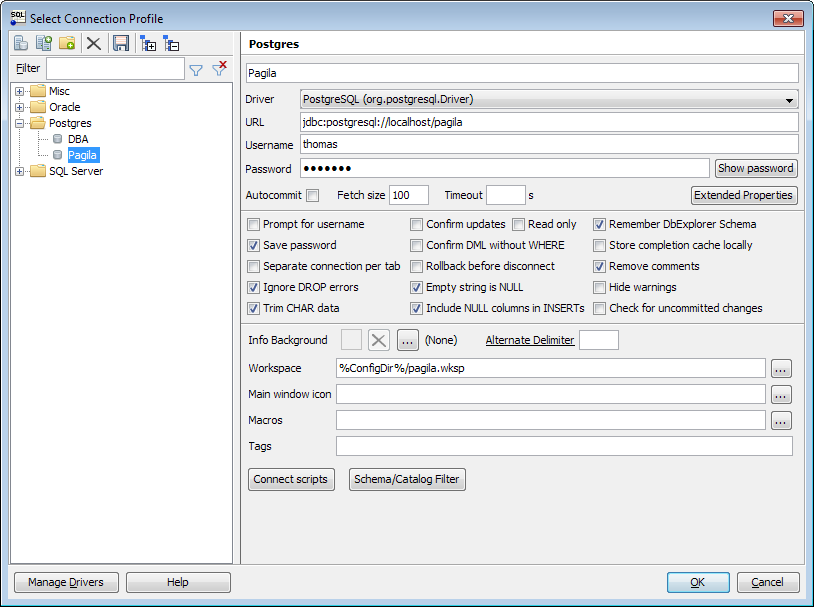 SQL Select Connection Profile
Filter
Misc
Oracle
Postgres
DBA
Pagila
SQL Server
Postgres
Pagila
Driver PostgreSQL (org.postgresql.Driver)
URL jdbc:postgresql://localhost/pagila
Username thomas
Password ●●●●●●● Show password
Autocommit Fetch size 100 Timeout s Extended Properties
Prompt for username Confirm updates Read only Remember DbExplorer Schema
Save password Confirm DML without WHERE Store completion cache locally
Separate connection per tab Rollback before disconnect Remove comments
Ignore DROP errors Empty string is NULL Hide warnings
Trim CHAR data Include NULL columns in INSERTs Check for uncommitted changes
Info Background ... (None) Alternate Delimiter
Workspace %ConfigDir%/pagila.wksp ...
Main window icon ...
Macros ...
Tags
Connect scripts Schema/Catalog Filter
Manage Drivers Help OK Cancel